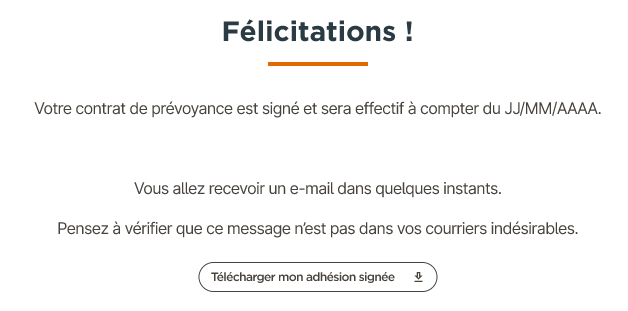 Félicitations !
Votre contrat de prévoyance est signé et sera effectif à compter du JJ/MM/AAAA.
Vous allez recevoir un e-mail dans quelques instants.
Pensez à vérifier que ce message n’est pas dans vos courriers indésirables.
Télécharger mon adhésion signée